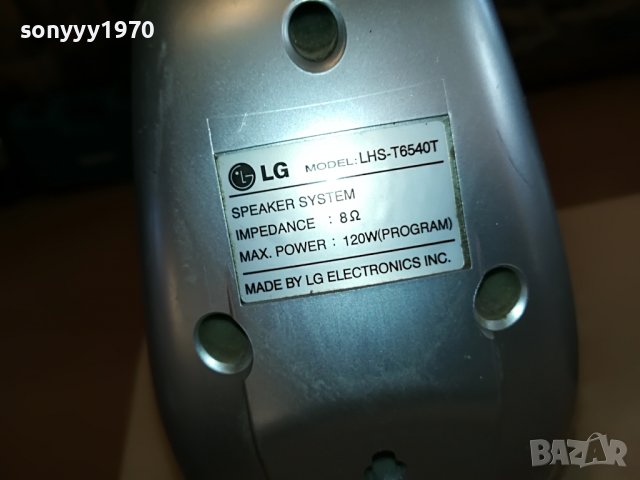 sonyyy1970
LG MODEL: LHS-T6540T
SPEAKER SYSTEM
IMPEDANCE : 8Ω
MAX. POWER : 120W(PROGRAM)
MADE BY LG ELECTRONICS INC.
BAZAR